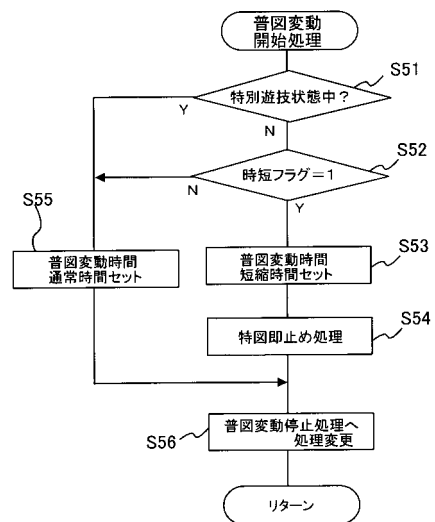 普図変動
開始処理
S51
特別遊技状態中？
Y
N
S52
時短フラグ＝1
N
Y
S55
普図変動時間
通常時間セット
S53
普図変動時間
短縮時間セット
S54
特図即止め処理
S56
普図変動停止処理へ
処理変更
リターン